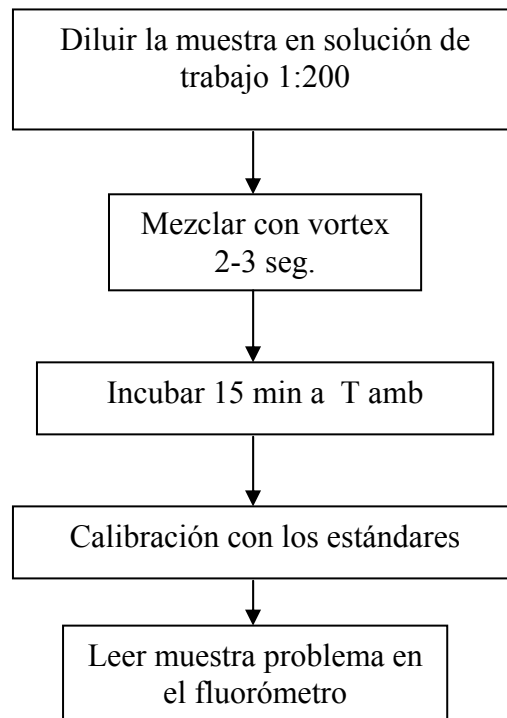 Diluir la muestra en solución de
trabajo 1:200
Mezclar con vortex
2-3 seg.
Incubar 15 min a T amb
Calibración con los estándares
Leer muestra problema en
el fluorómetro